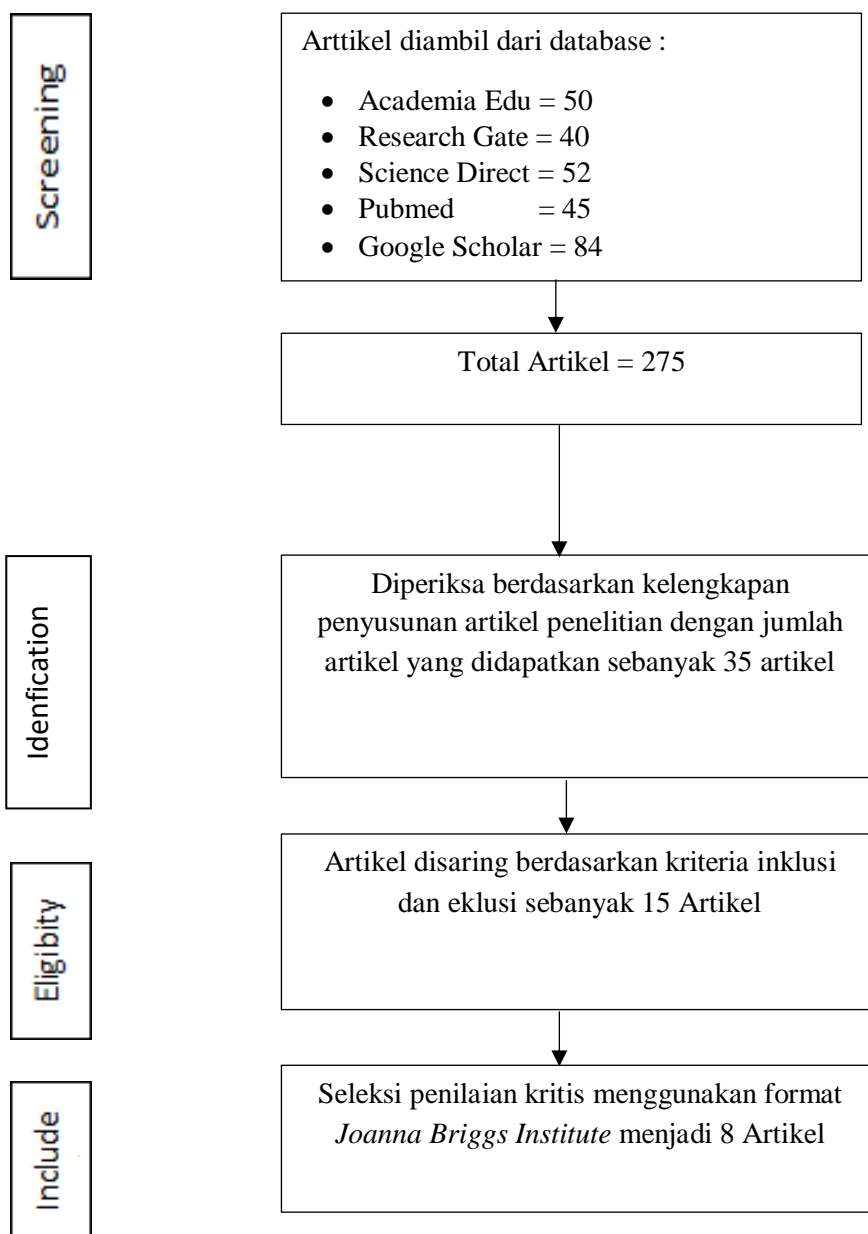 Screening
Arttikel diambil dari database :
• Academia Edu = 50
• Research Gate = 40
• Science Direct = 52
• Pubmed = 45
• Google Scholar = 84
Total Artikel = 275
Idenfication
Diperiksa berdasarkan kelengkapan
penyusunan artikel penelitian dengan jumlah
artikel yang didapatkan sebanyak 35 artikel
Eligibity
Artikel disaring berdasarkan kriteria inklusi
dan eklusi sebanyak 15 Artikel
Include
Seleksi penilaian kritis menggunakan format
Joanna Briggs Institute menjadi 8 Artikel